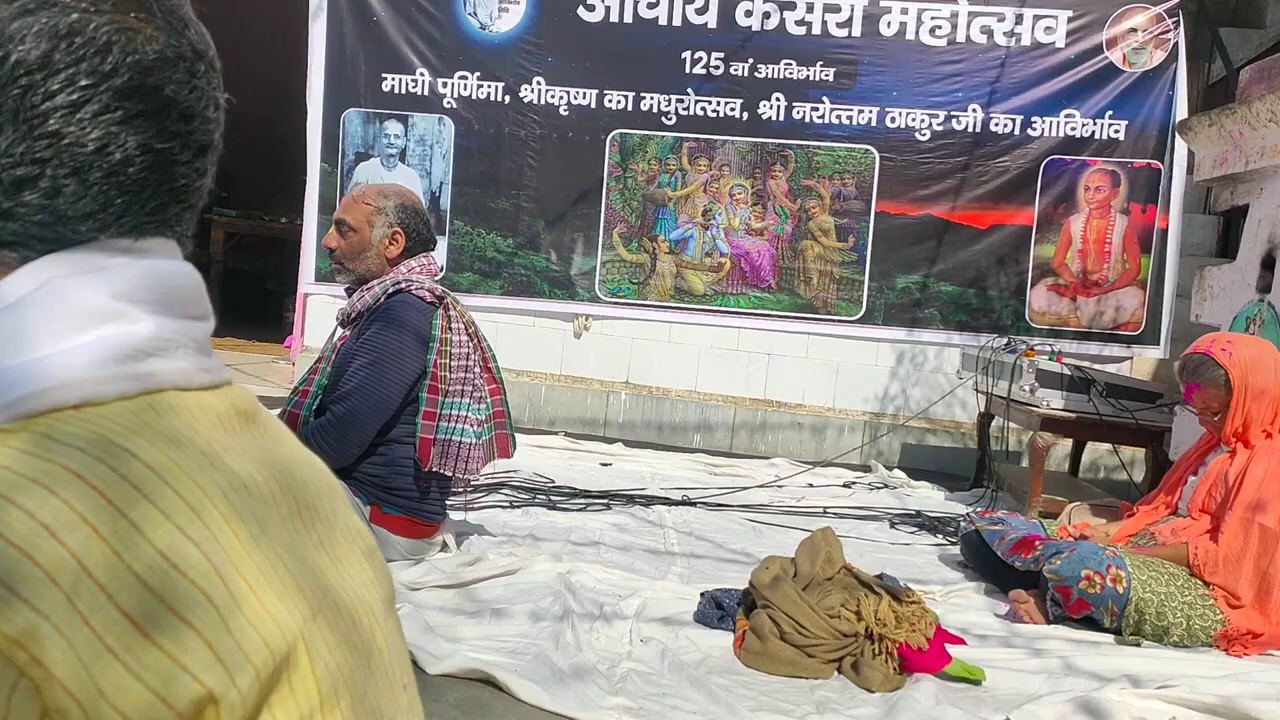 आचार्य केसरी महोत्सव
125 वां आविर्भाव
माघी पूर्णिमा, श्रीकृष्ण का मधुरोत्सव, श्री नरोत्तम ठाकुर जी का आविर्भाव